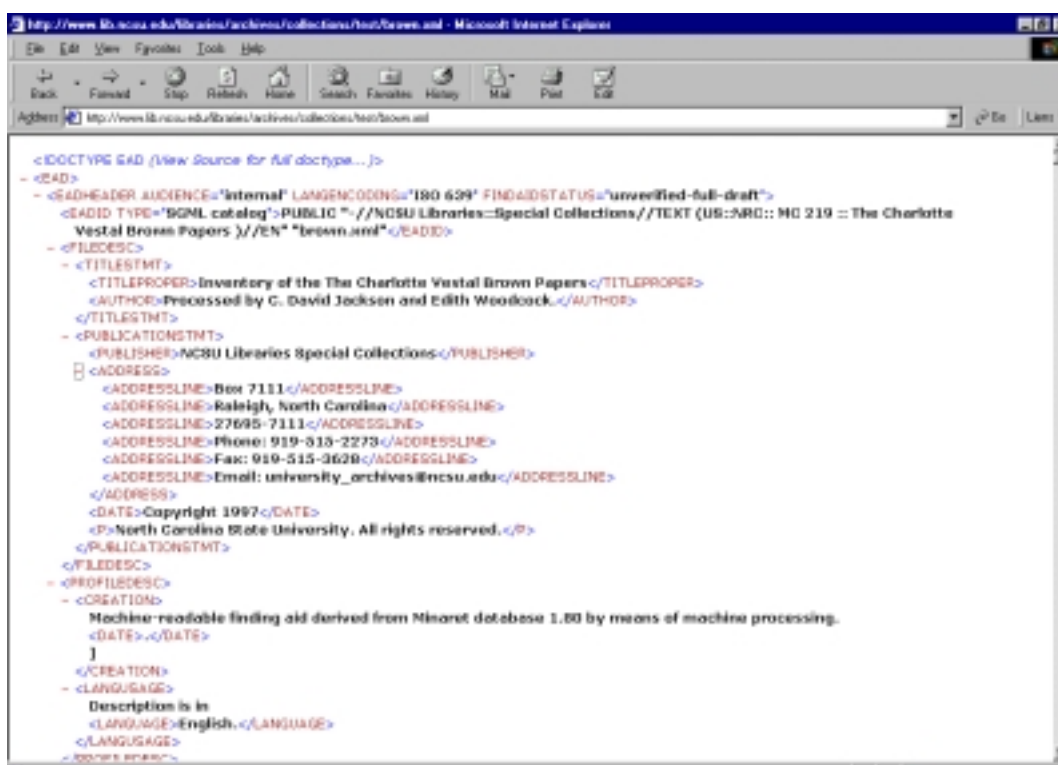 http://www.lib.ncsu.edu/libraries/archives/collections/test/brown.xml - Microsoft Internet Explorer
File Edit View Favorites Tools Help
Back Forward Stop Refresh Home Search Favorites History Mail Print Edit
Address http://www.lib.ncsu.edu/libraries/archives/collections/test/brown.xml Go Links
<!DOCTYPE EAD (View Source for full doctype...)>
- <EAD>
- <EADHEADER AUDIENCE="internal" LANGENCODING="ISO 639" FINDAIDSTATUS="unverified-full-draft">
<EADID TYPE="SGML catalog">PUBLIC "-//NCSU Libraries::Special Collections//TEXT (US::NRC:: MC 219 :: The Charlotte
Vestal Brown Papers )//EN" "brown.xml"</EADID>
- <FILEDESC>
- <TITLESTMT>
<TITLEPROPER>Inventory of the The Charlotte Vestal Brown Papers</TITLEPROPER>
<AUTHOR>Processed by C. David Jackson and Edith Woodcock.</AUTHOR>
</TITLESTMT>
- <PUBLICATIONSTMT>
<PUBLISHER>NCSU Libraries Special Collections</PUBLISHER>
- <ADDRESS>
<ADDRESSLINE>Box 7111</ADDRESSLINE>
<ADDRESSLINE>Raleigh, North Carolina</ADDRESSLINE>
<ADDRESSLINE>27695-7111</ADDRESSLINE>
<ADDRESSLINE>Phone: 919-515-2273</ADDRESSLINE>
<ADDRESSLINE>Fax: 919-515-3628</ADDRESSLINE>
<ADDRESSLINE>Email: university_archives@ncsu.edu</ADDRESSLINE>
</ADDRESS>
<DATE>Copyright 1997</DATE>
<P>North Carolina State University. All rights reserved.</P>
</PUBLICATIONSTMT>
</FILEDESC>
- <PROFILEDESC>
- <CREATION>
Machine-readable finding aid derived from Minaret database 1.80 by means of machine processing.
<DATE>.</DATE>
]
</CREATION>
- <LANGUSAGE>
Description is in
<LANGUAGE>English.</LANGUAGE>
</LANGUSAGE>
</PROFILEDESC>